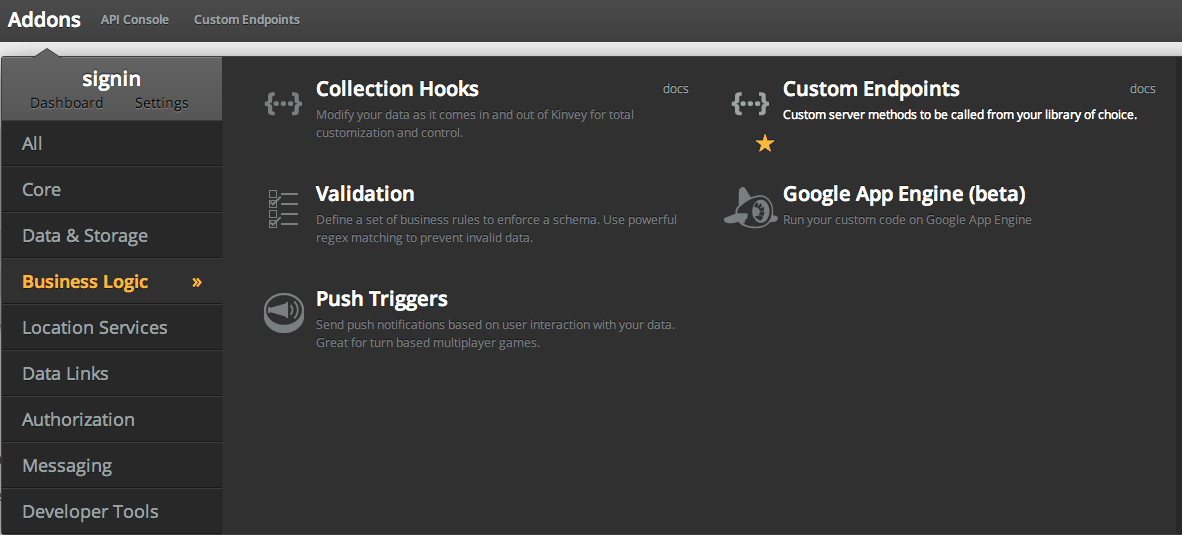 Addons API Console Custom Endpoints
signin
Dashboard Settings
All
Core
Data & Storage
Business Logic »
Location Services
Data Links
Authorization
Messaging
Developer Tools
Collection Hooks docs
Modify your data as it comes in and out of Kinvey for total
customization and control.
Custom Endpoints docs
Custom server methods to be called from your library of choice.
Validation
Define a set of business rules to enforce a schema. Use powerful
regex matching to prevent invalid data.
Google App Engine (beta)
Run your custom code on Google App Engine
Push Triggers
Send push notifications based on user interaction with your data.
Great for turn based multiplayer games.